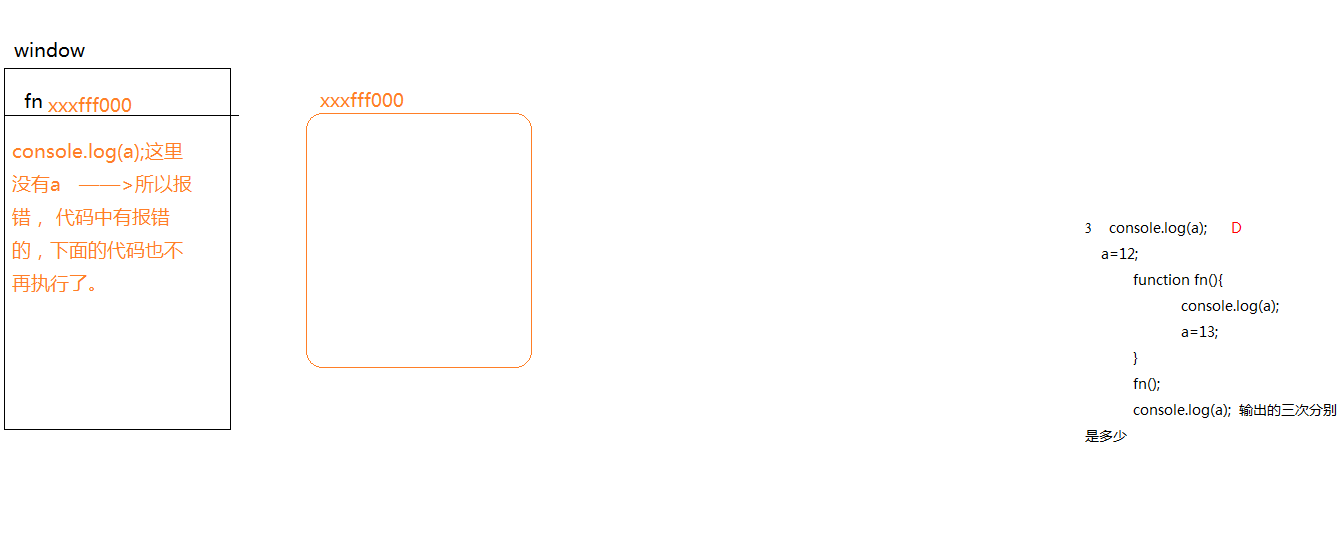 window
fn xxxfff000
console.log(a);这里
没有a ——>所以报
错，代码中有报错
的，下面的代码也不
再执行了。
xxxfff000
3 console.log(a); D
a=12;
function fn(){
console.log(a);
a=13;
}
fn();
console.log(a); 输出的三次分别
是多少